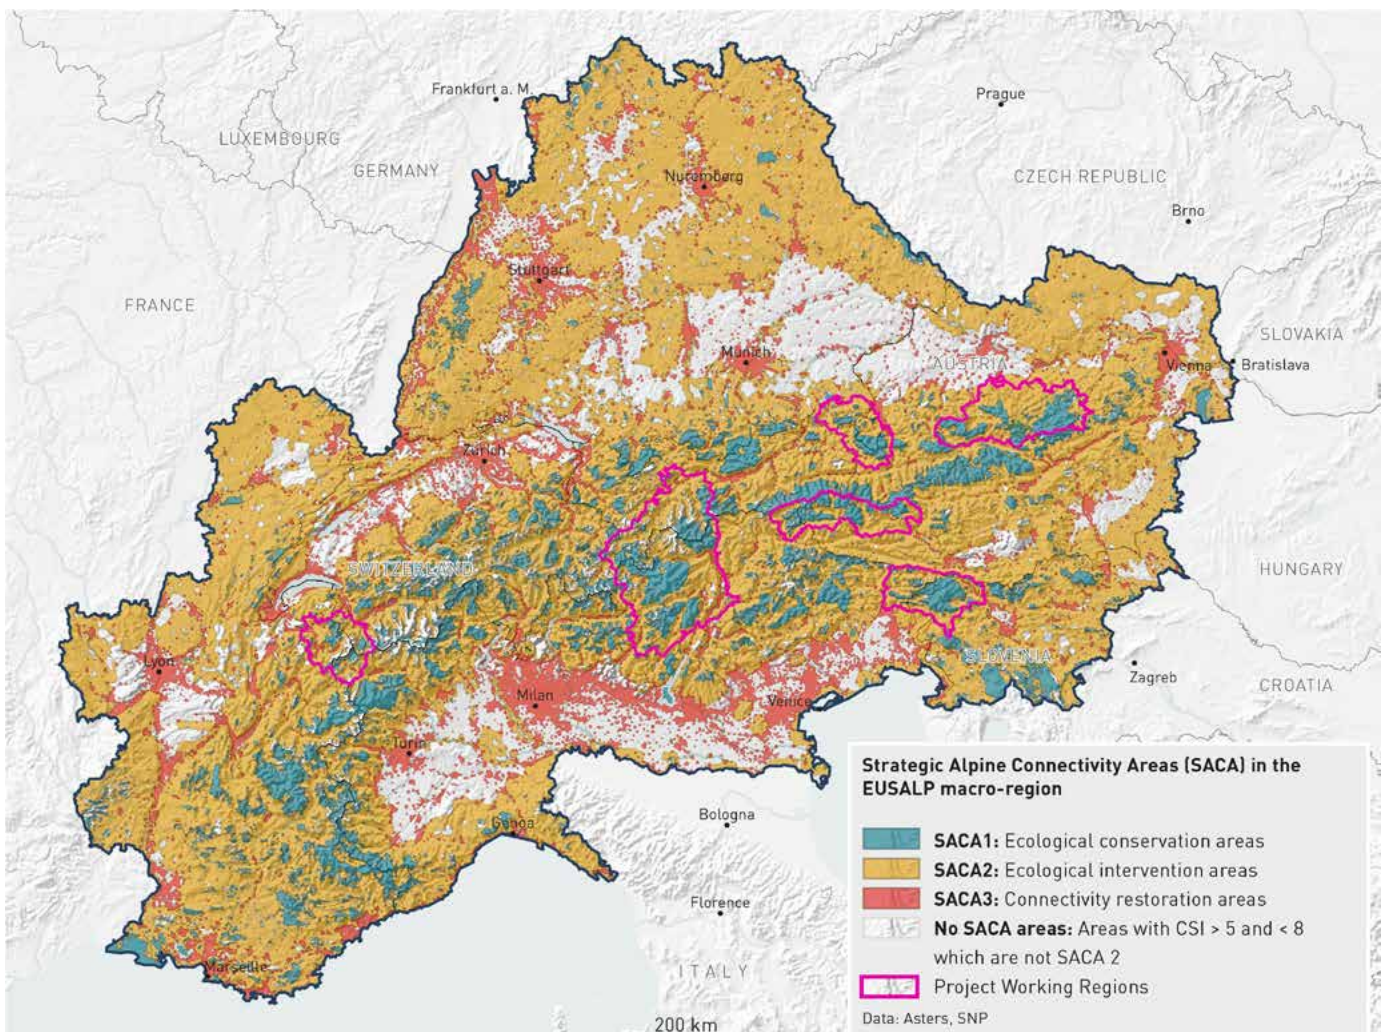 Frankfurt a. M.
Prague
LUXEMBOURG
GERMANY
CZECH REPUBLIC
Nuremberg
Brno
Stuttgart
FRANCE
SLOVAKIA
Munich
AUSTRIA
Vienna
Bratislava
Zürich
SWITZERLAND
HUNGARY
Lyon
SLOVENIA
Zagreb
CROATIA
Milan
Venice
Turin
Genoa
Bologna
Florence
Marseille
ITALY
200 km
Strategic Alpine Connectivity Areas (SACA) in the
EUSALP macro-region
SACA1: Ecological conservation areas
SACA2: Ecological intervention areas
SACA3: Connectivity restoration areas
No SACA areas: Areas with CSI > 5 and < 8
which are not SACA 2
Project Working Regions
Data: Asters, SNP